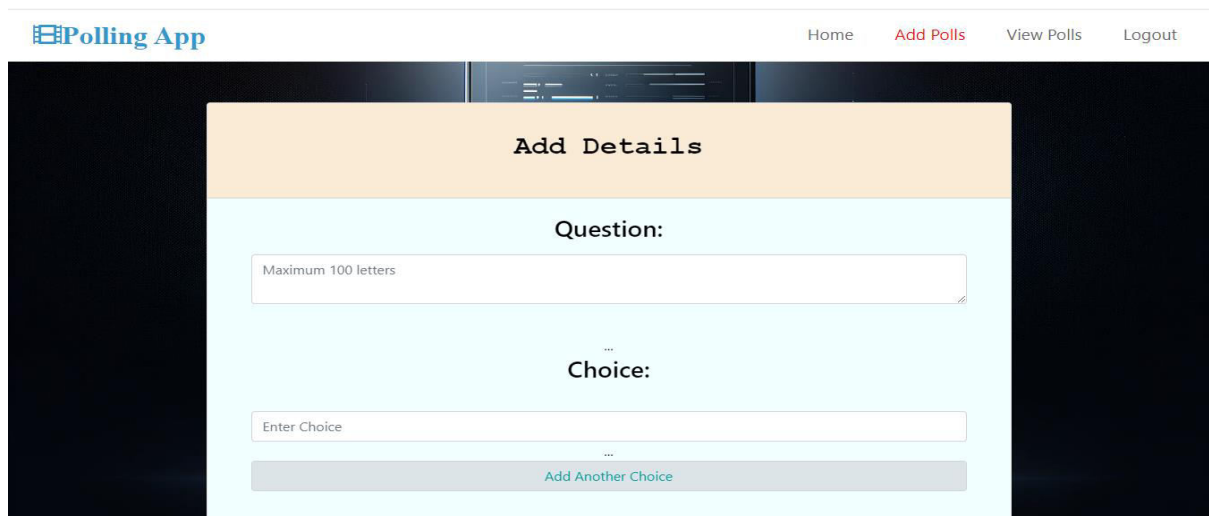 Polling App
Home Add Polls View Polls Logout
Add Details
Question:
Maximum 100 letters
...
Choice:
Enter Choice
...
Add Another Choice